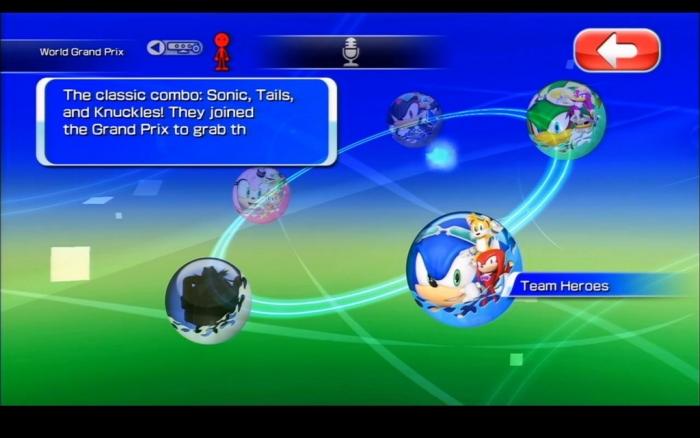 World Grand Prix
The classic combo: Sonic, Tails,
and Knuckles! They joined
the Grand Prix to grab th
Team Heroes